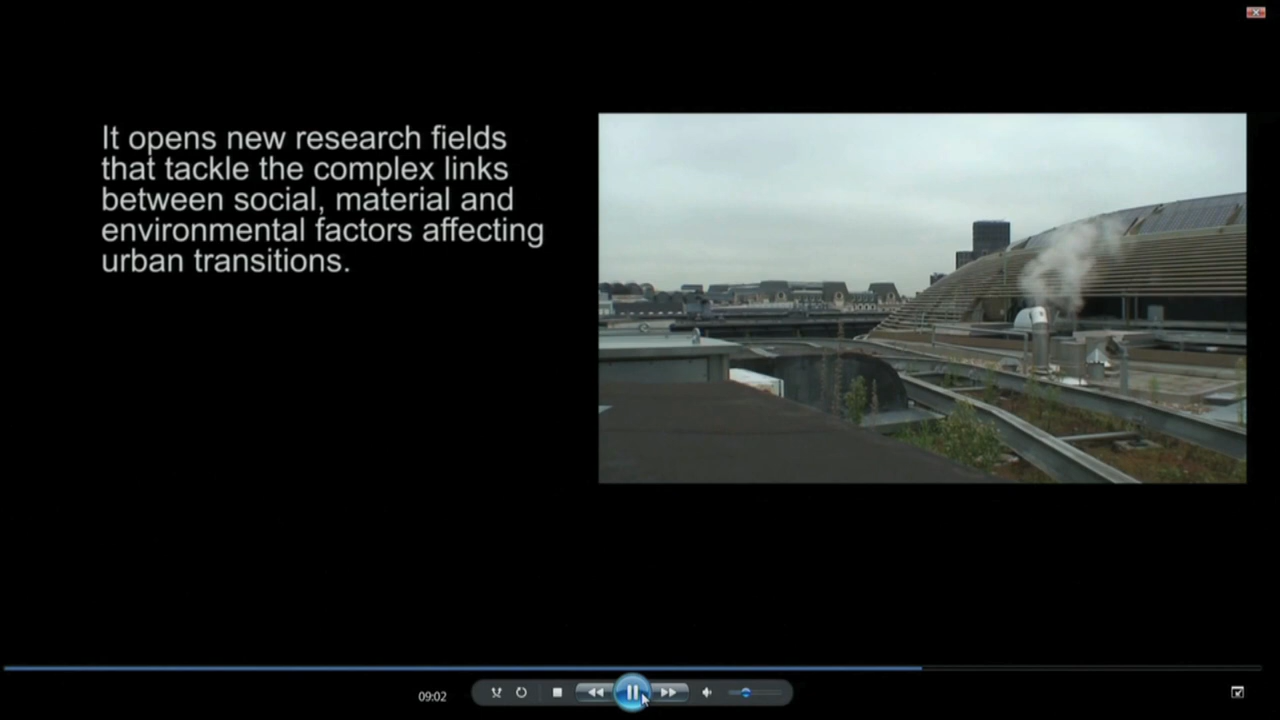 It opens new research fields
that tackle the complex links
between social, material and
environmental factors affecting
urban transitions.
09:02